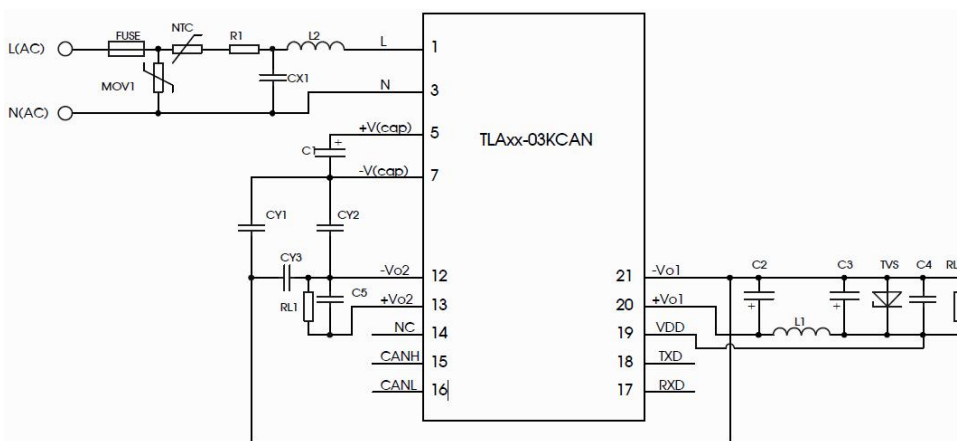 L(AC)
FUSE
NTC
R1
L2
L
1
MOV1
CX1
N(AC)
N
3
+V(cap)
5
C1
+
-V(cap)
7
TLAxx-03KCAN
CY1
CY2
CY3
-Vo2
12
RL1
C5
+Vo2
13
NC
14
CANH
15
CANL
16
21
-Vo1
20
+Vo1
19
VDD
18
TXD
17
RXD
C2
+
L1
C3
+
TVS
C4
RL